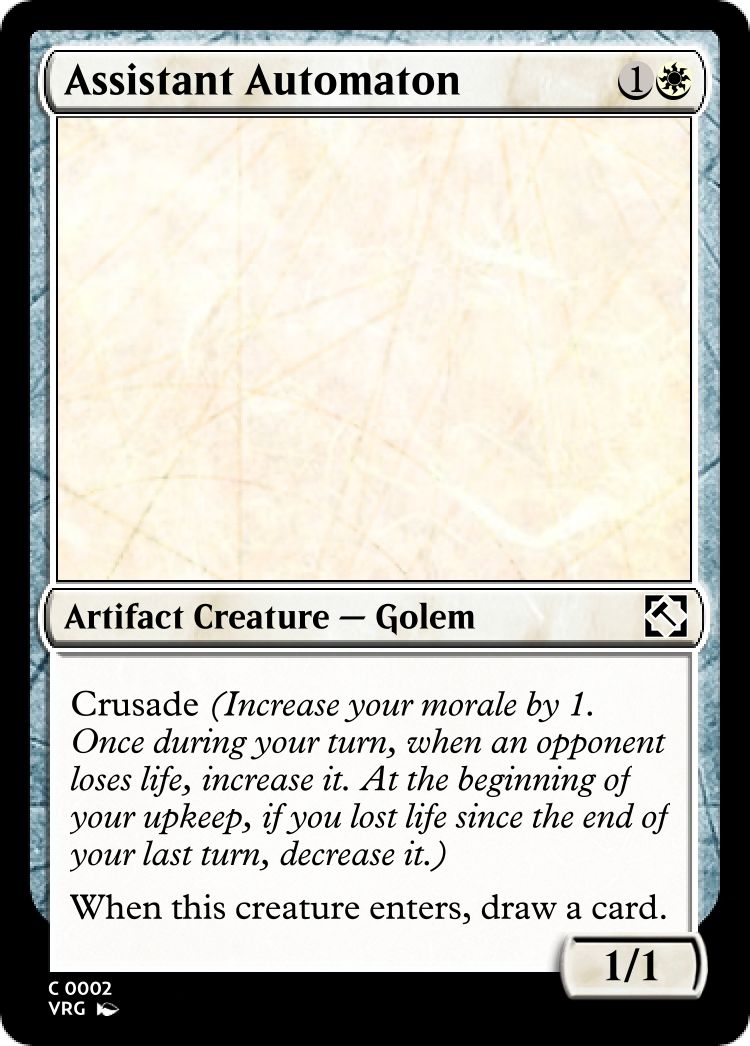 Assistant Automaton 1
Artifact Creature — Golem
Crusade (Increase your morale by 1.
Once during your turn, when an opponent
loses life, increase it. At the beginning of
your upkeep, if you lost life since the end of
your last turn, decrease it.)
When this creature enters, draw a card.
1/1
C 0002
VRG